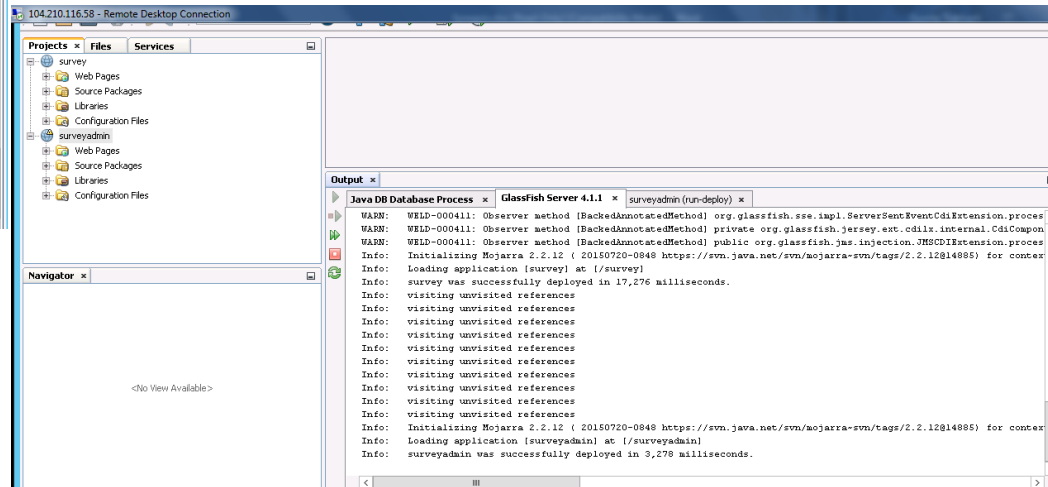 104.210.116.58 - Remote Desktop Connection
Projects Files Services
survey
Web Pages
Source Packages
Libraries
Configuration Files
surveyadmin
Web Pages
Source Packages
Libraries
Configuration Files
Navigator
<No View Available>
Output
Java DB Database Process GlassFish Server 4.1.1 surveyadmin (run-deploy)
WARN: WELD-000411: Observer method [BackedAnnotatedMethod] org.glassfish.sse.impl.ServerSentEventCdiExtension.proces
WARN: WELD-000411: Observer method [BackedAnnotatedMethod] private org.glassfish.jersey.ext.cdi1x.internal.CdiCompon
WARN: WELD-000411: Observer method [BackedAnnotatedMethod] public org.glassfish.jms.injection.JMSCDIExtension.proces
Info: Initializing Mojarra 2.2.12 ( 20150720-0848 https://svn.java.net/svn/mojarra~svn/tags/2.2.12@14885) for contex
Info: Loading application [survey] at [/survey]
Info: survey was successfully deployed in 17,276 milliseconds.
Info: visiting unvisited references
Info: visiting unvisited references
Info: visiting unvisited references
Info: visiting unvisited references
Info: visiting unvisited references
Info: visiting unvisited references
Info: visiting unvisited references
Info: visiting unvisited references
Info: visiting unvisited references
Info: visiting unvisited references
Info: Initializing Mojarra 2.2.12 ( 20150720-0848 https://svn.java.net/svn/mojarra~svn/tags/2.2.12@14885) for contex
Info: Loading application [surveyadmin] at [/surveyadmin]
Info: surveyadmin was successfully deployed in 3,278 milliseconds.